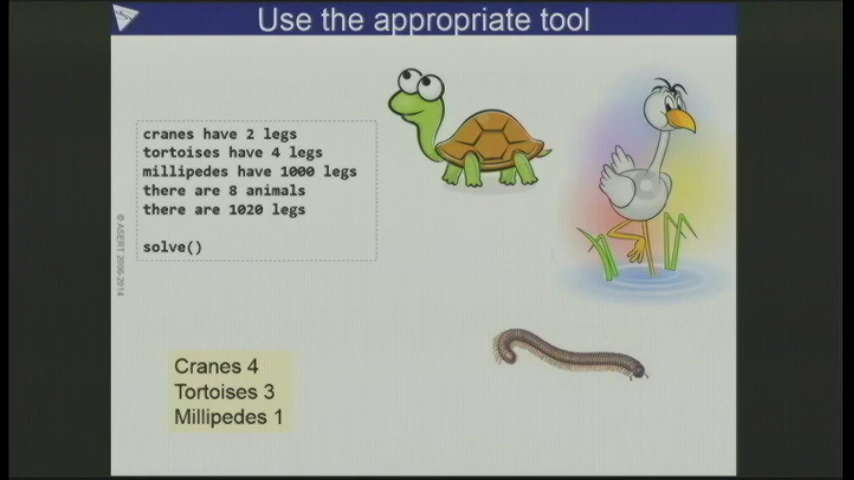 Use the appropriate tool
cranes have 2 legs
tortoises have 4 legs
millipedes have 1000 legs
there are 8 animals
there are 1020 legs
solve()
© ASERT 2006-2014
Cranes 4
Tortoises 3
Millipedes 1